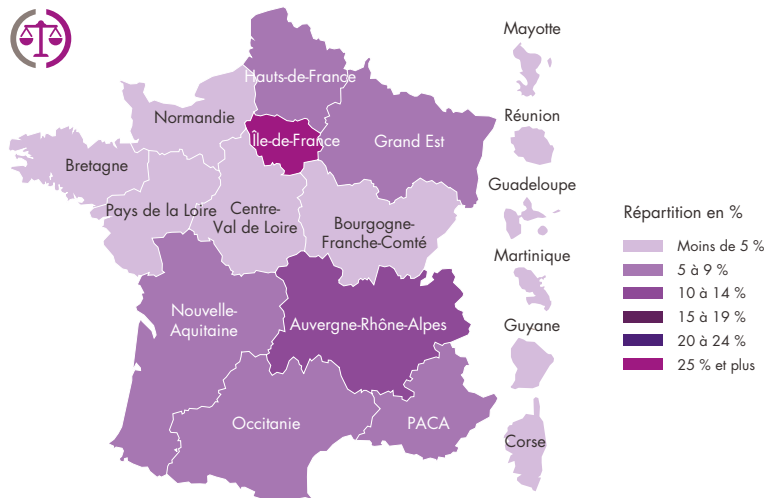 Mayotte
Hauts-de-France
Normandie
Réunion
Île-de-France
Grand Est
Bretagne
Guadeloupe
Pays de la Loire
Centre-
Val de Loire
Bourgogne-
Franche-Comté
Répartition en %
Moins de 5 %
5 à 9 %
10 à 14 %
15 à 19 %
20 à 24 %
25 % et plus
Martinique
Nouvelle-
Aquitaine
Auvergne-Rhône-Alpes
Guyane
Occitanie
PACA
Corse